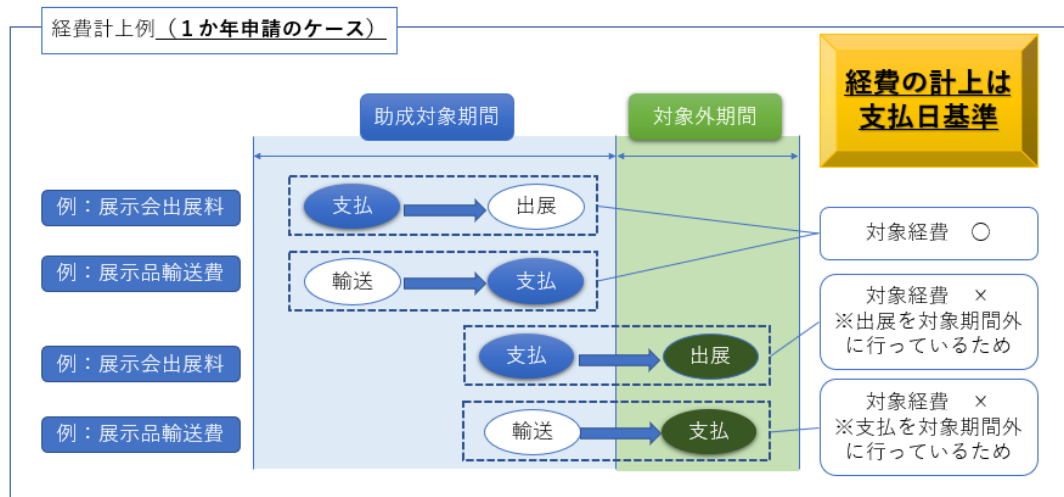 経費計上例（１か年申請のケース）
経費の計上は
支払日基準
助成対象期間
対象外期間
例：展示会出展料
支払
出展
対象経費　○
例：展示品輸送費
輸送
支払
対象経費　×
※出展を対象期間外
に行っているため
例：展示会出展料
支払
出展
対象経費　×
※支払を対象期間外
に行っているため
例：展示品輸送費
輸送
支払